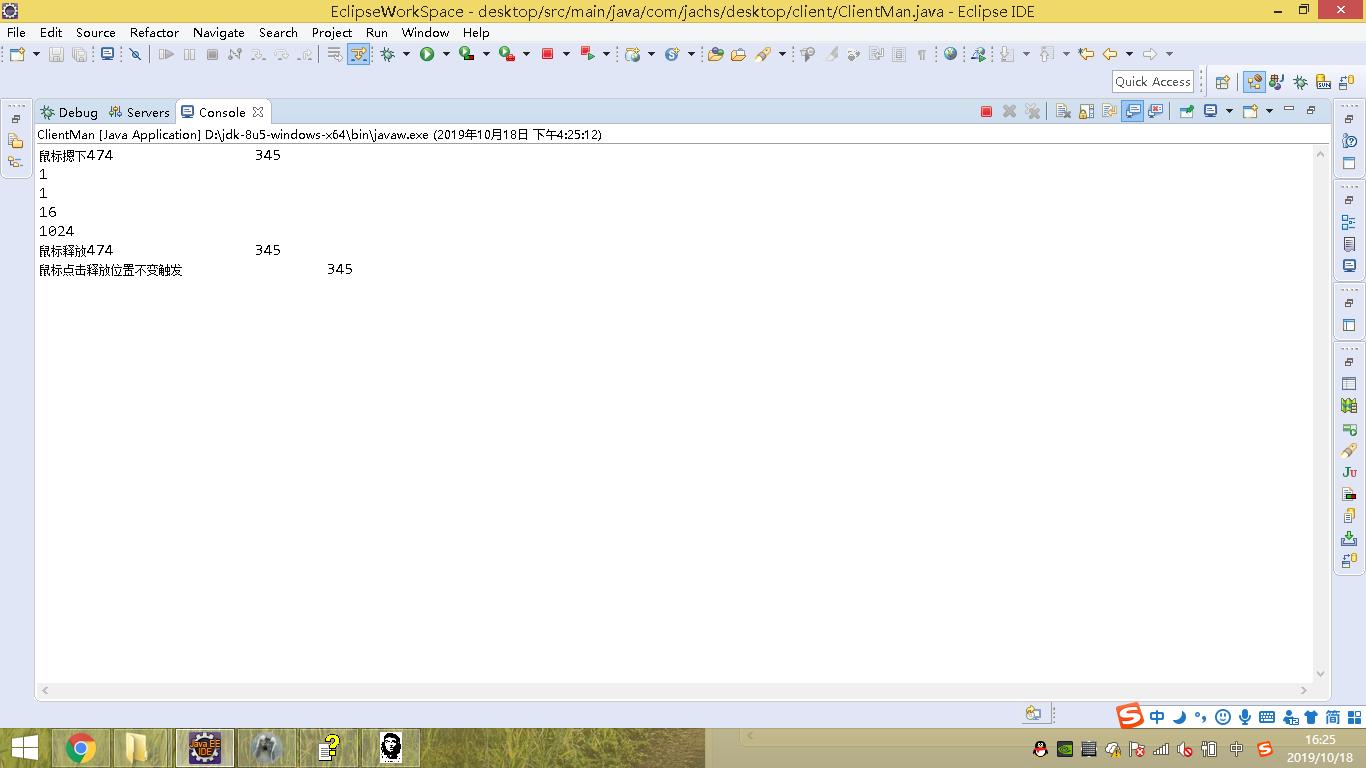 EclipseWorkSpace - desktop/src/main/java/com/jachs/desktop/client/ClientMan.java - Eclipse IDE
File Edit Source Refactor Navigate Search Project Run Window Help
Quick Access
Debug Servers Console
ClientMan [Java Application] D:\jdk-8u5-windows-x64\bin\javaw.exe (2019年10月18日 下午4:25:12)
鼠标摁下474 345
1
1
16
1024
鼠标释放474 345
鼠标点击释放位置不变触发 345
Ju
中 简
Java EE IDE
中
16:25
2019/10/18